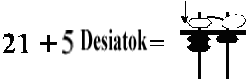 21 + 5 Desiatok =